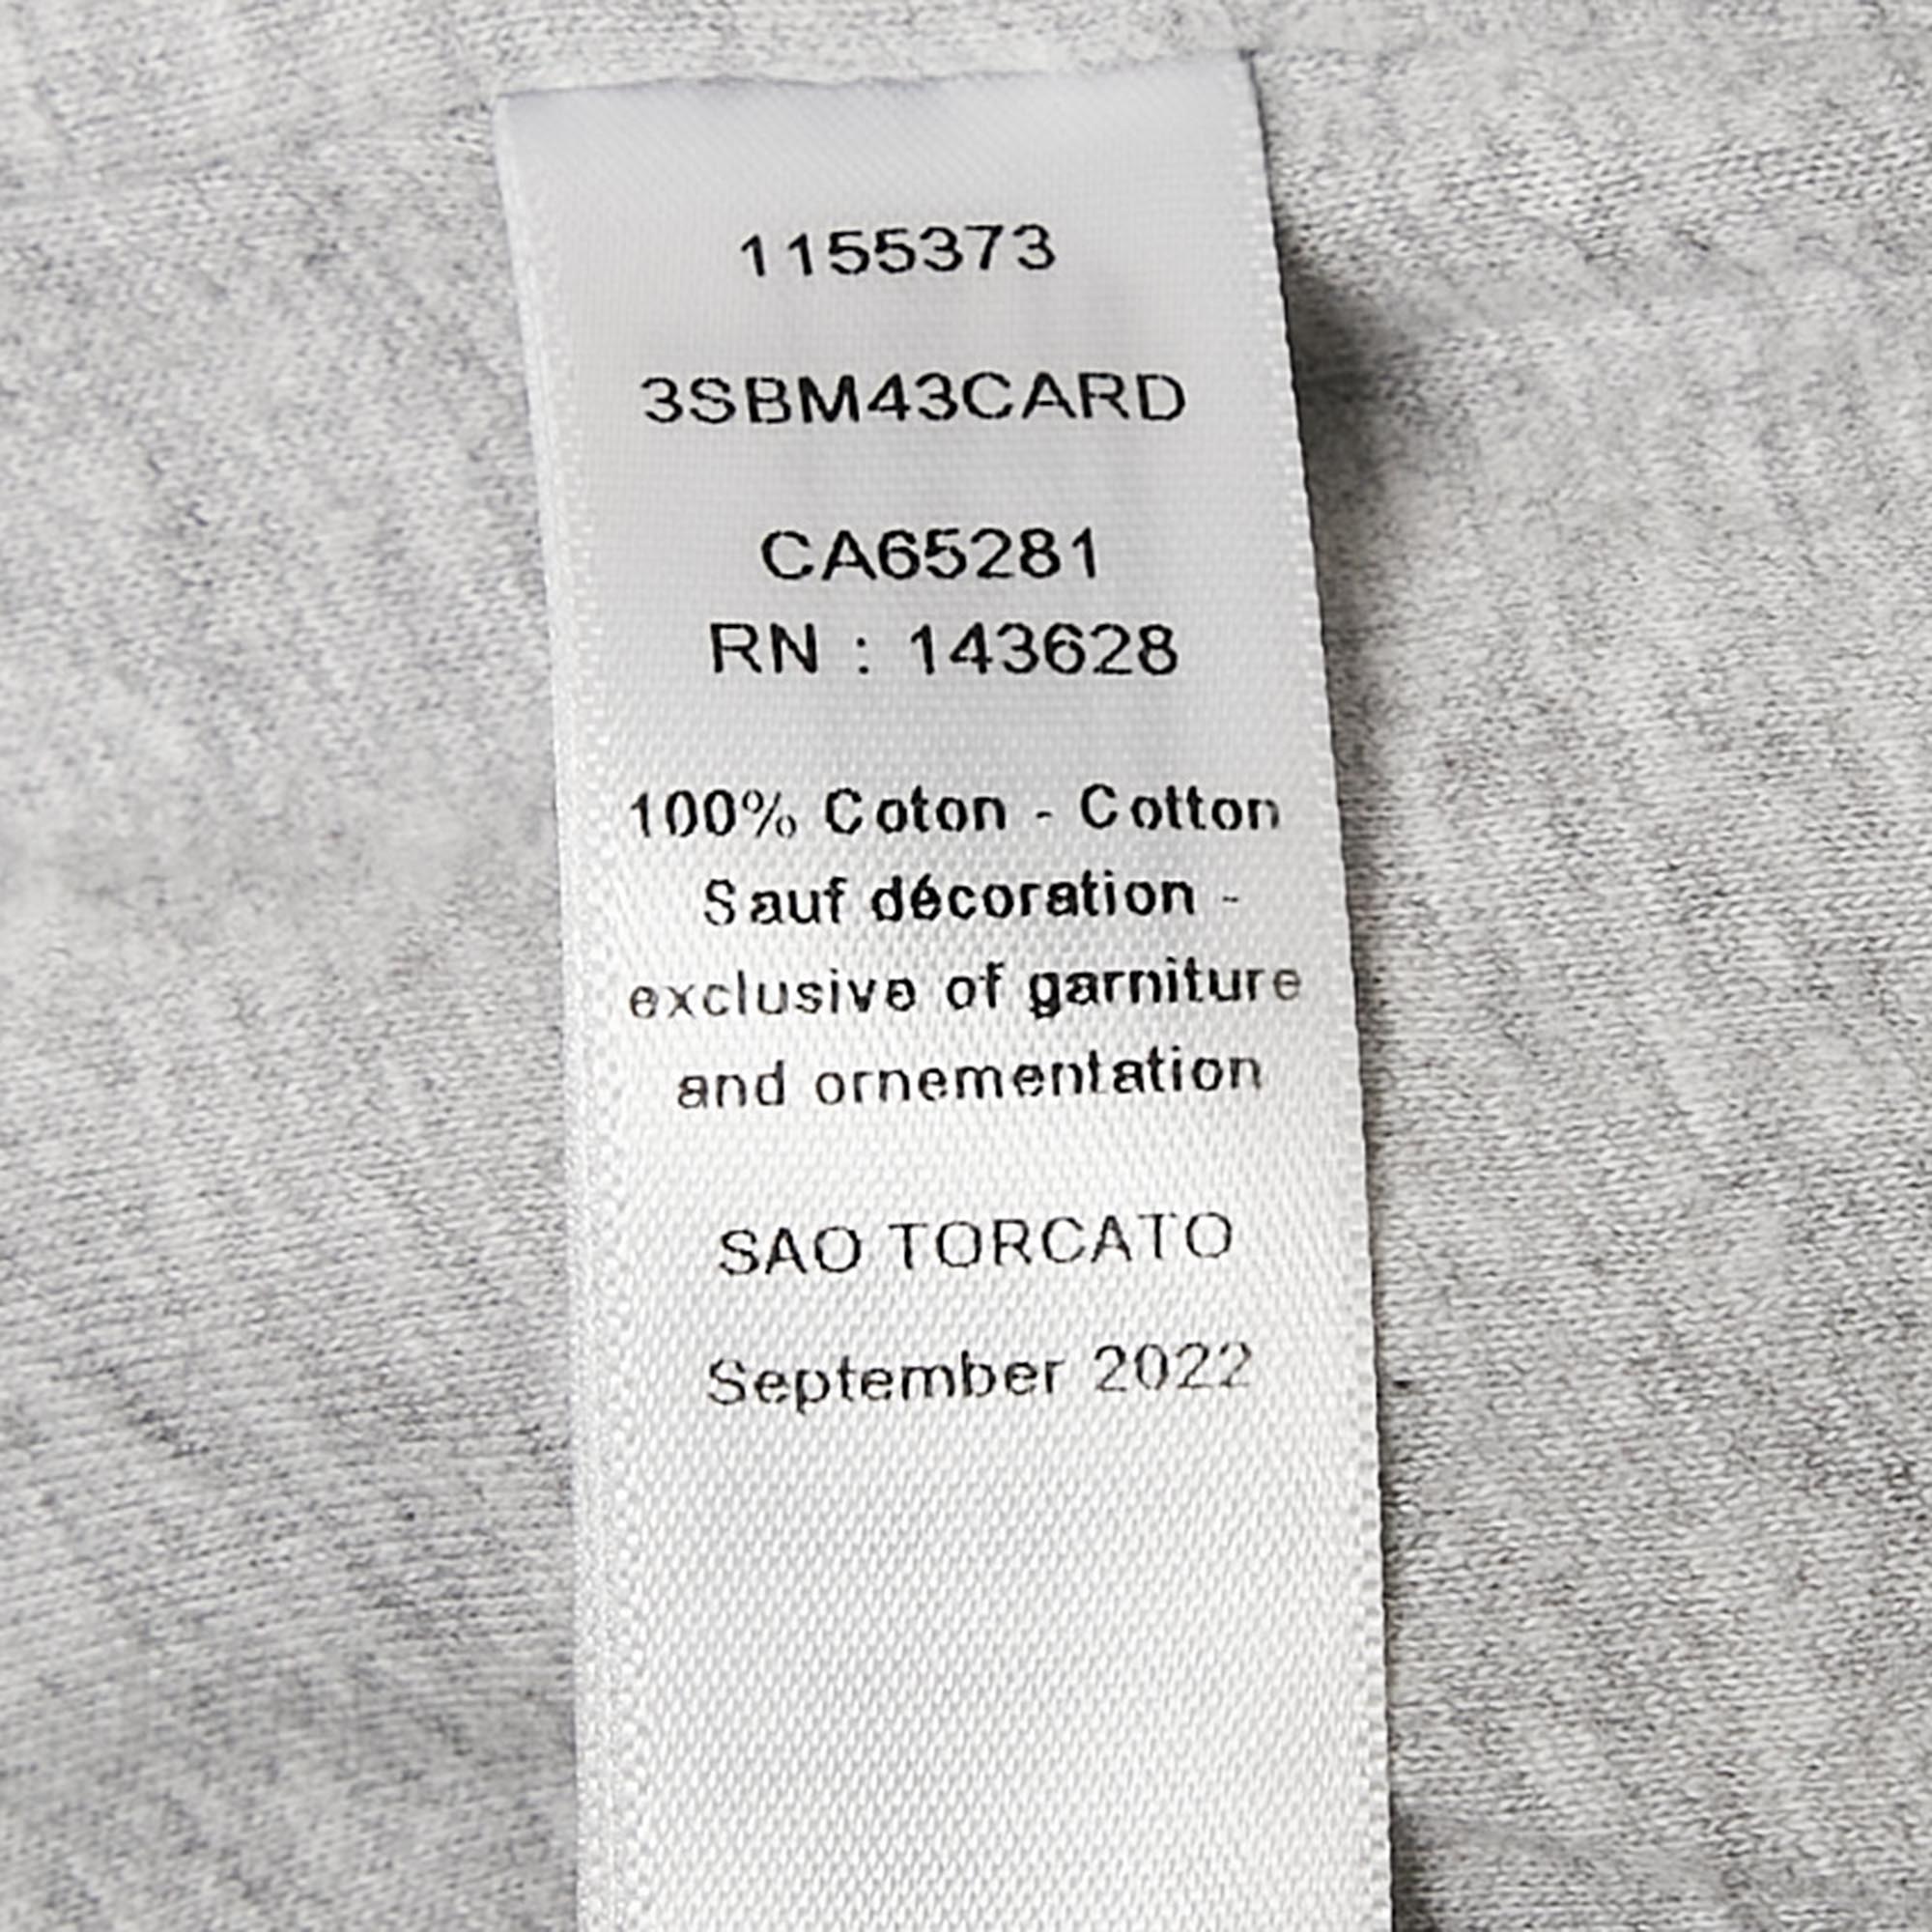 1155373
3SBM43CARD
CA65281
RN : 143628
100% Coton - Cotton
Sauf décoration -
exclusive of garniture
and ornementation
SAO TORCATO
September 2022